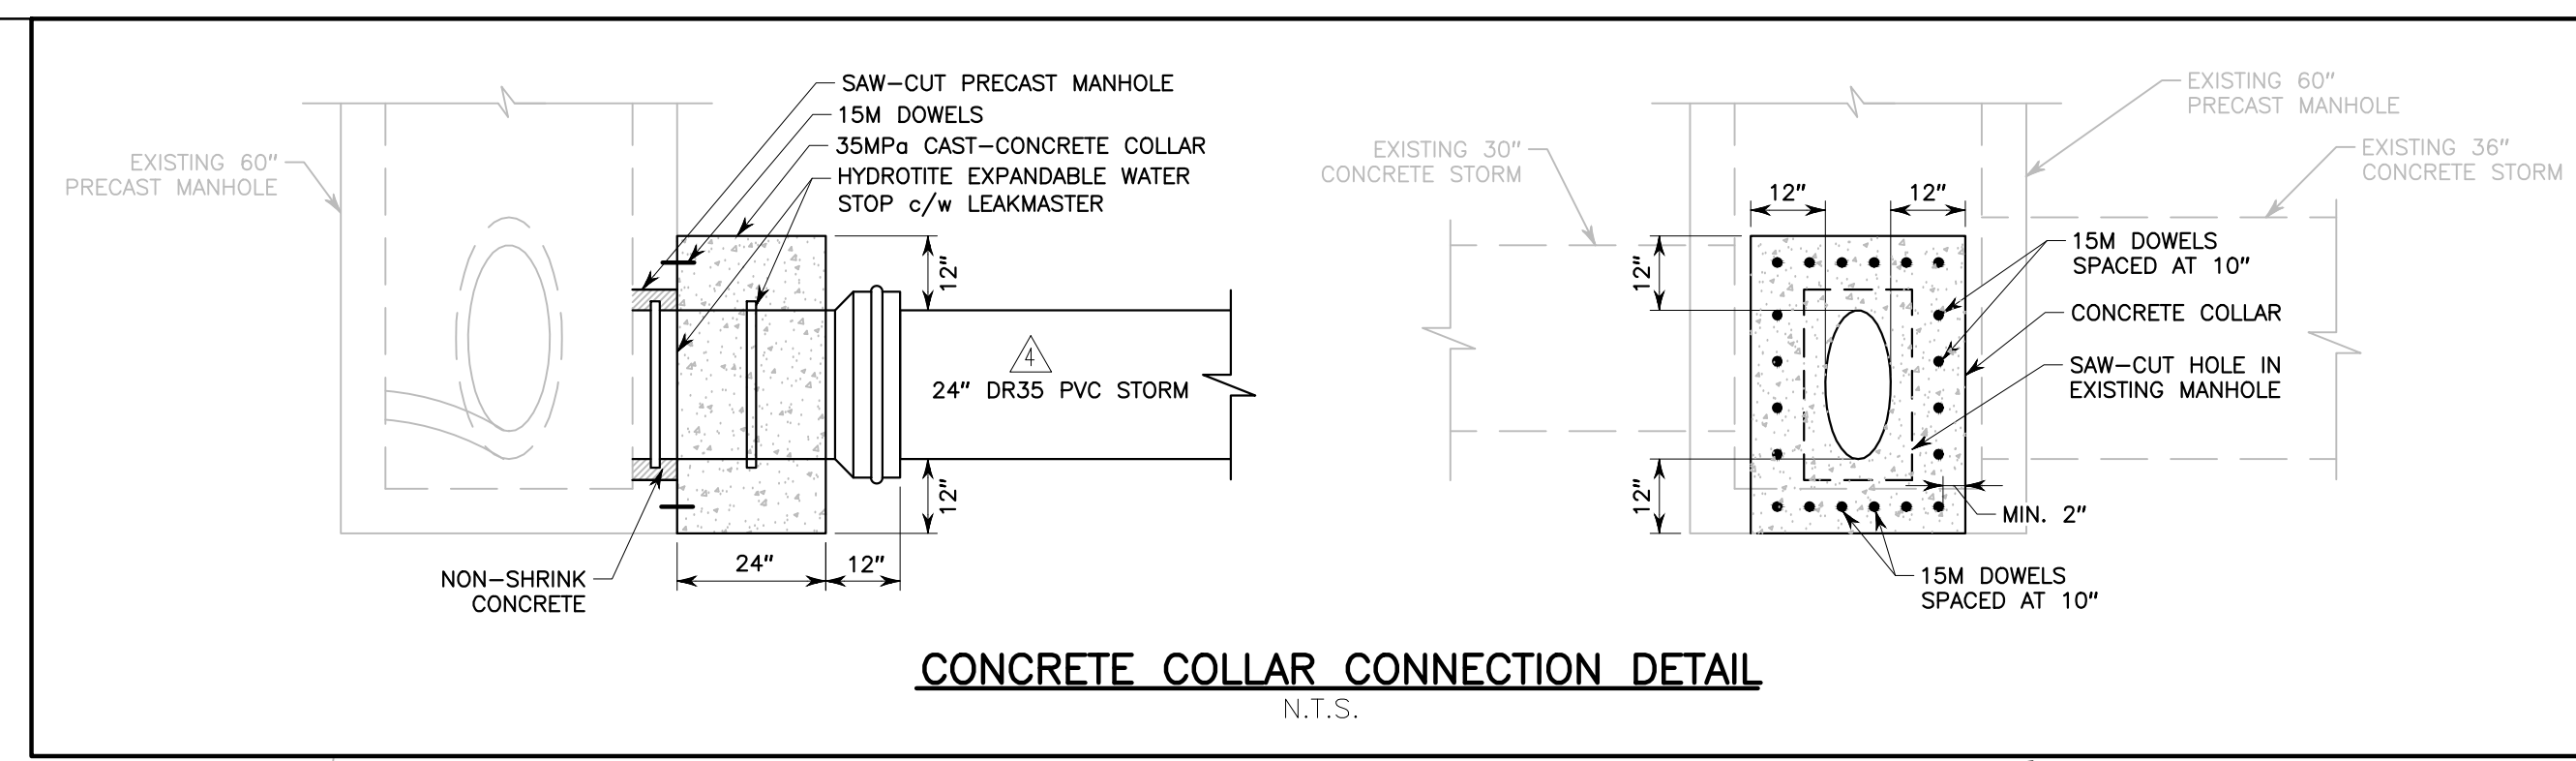 SAW-CUT PRECAST MANHOLE
15M DOWELS
35MPa CAST-CONCRETE COLLAR
HYDROTITE EXPANDABLE WATER
STOP c/w LEAKMASTER
EXISTING 60"
PRECAST MANHOLE
12"
4
24" DR35 PVC STORM
12"
24"
12"
NON-SHRINK
CONCRETE
EXISTING 60"
PRECAST MANHOLE
EXISTING 30"
CONCRETE STORM
EXISTING 36"
CONCRETE STORM
12"
12"
12"
15M DOWELS
SPACED AT 10"
CONCRETE COLLAR
SAW-CUT HOLE IN
EXISTING MANHOLE
12"
MIN. 2"
15M DOWELS
SPACED AT 10"
CONCRETE COLLAR CONNECTION DETAIL
N.T.S.